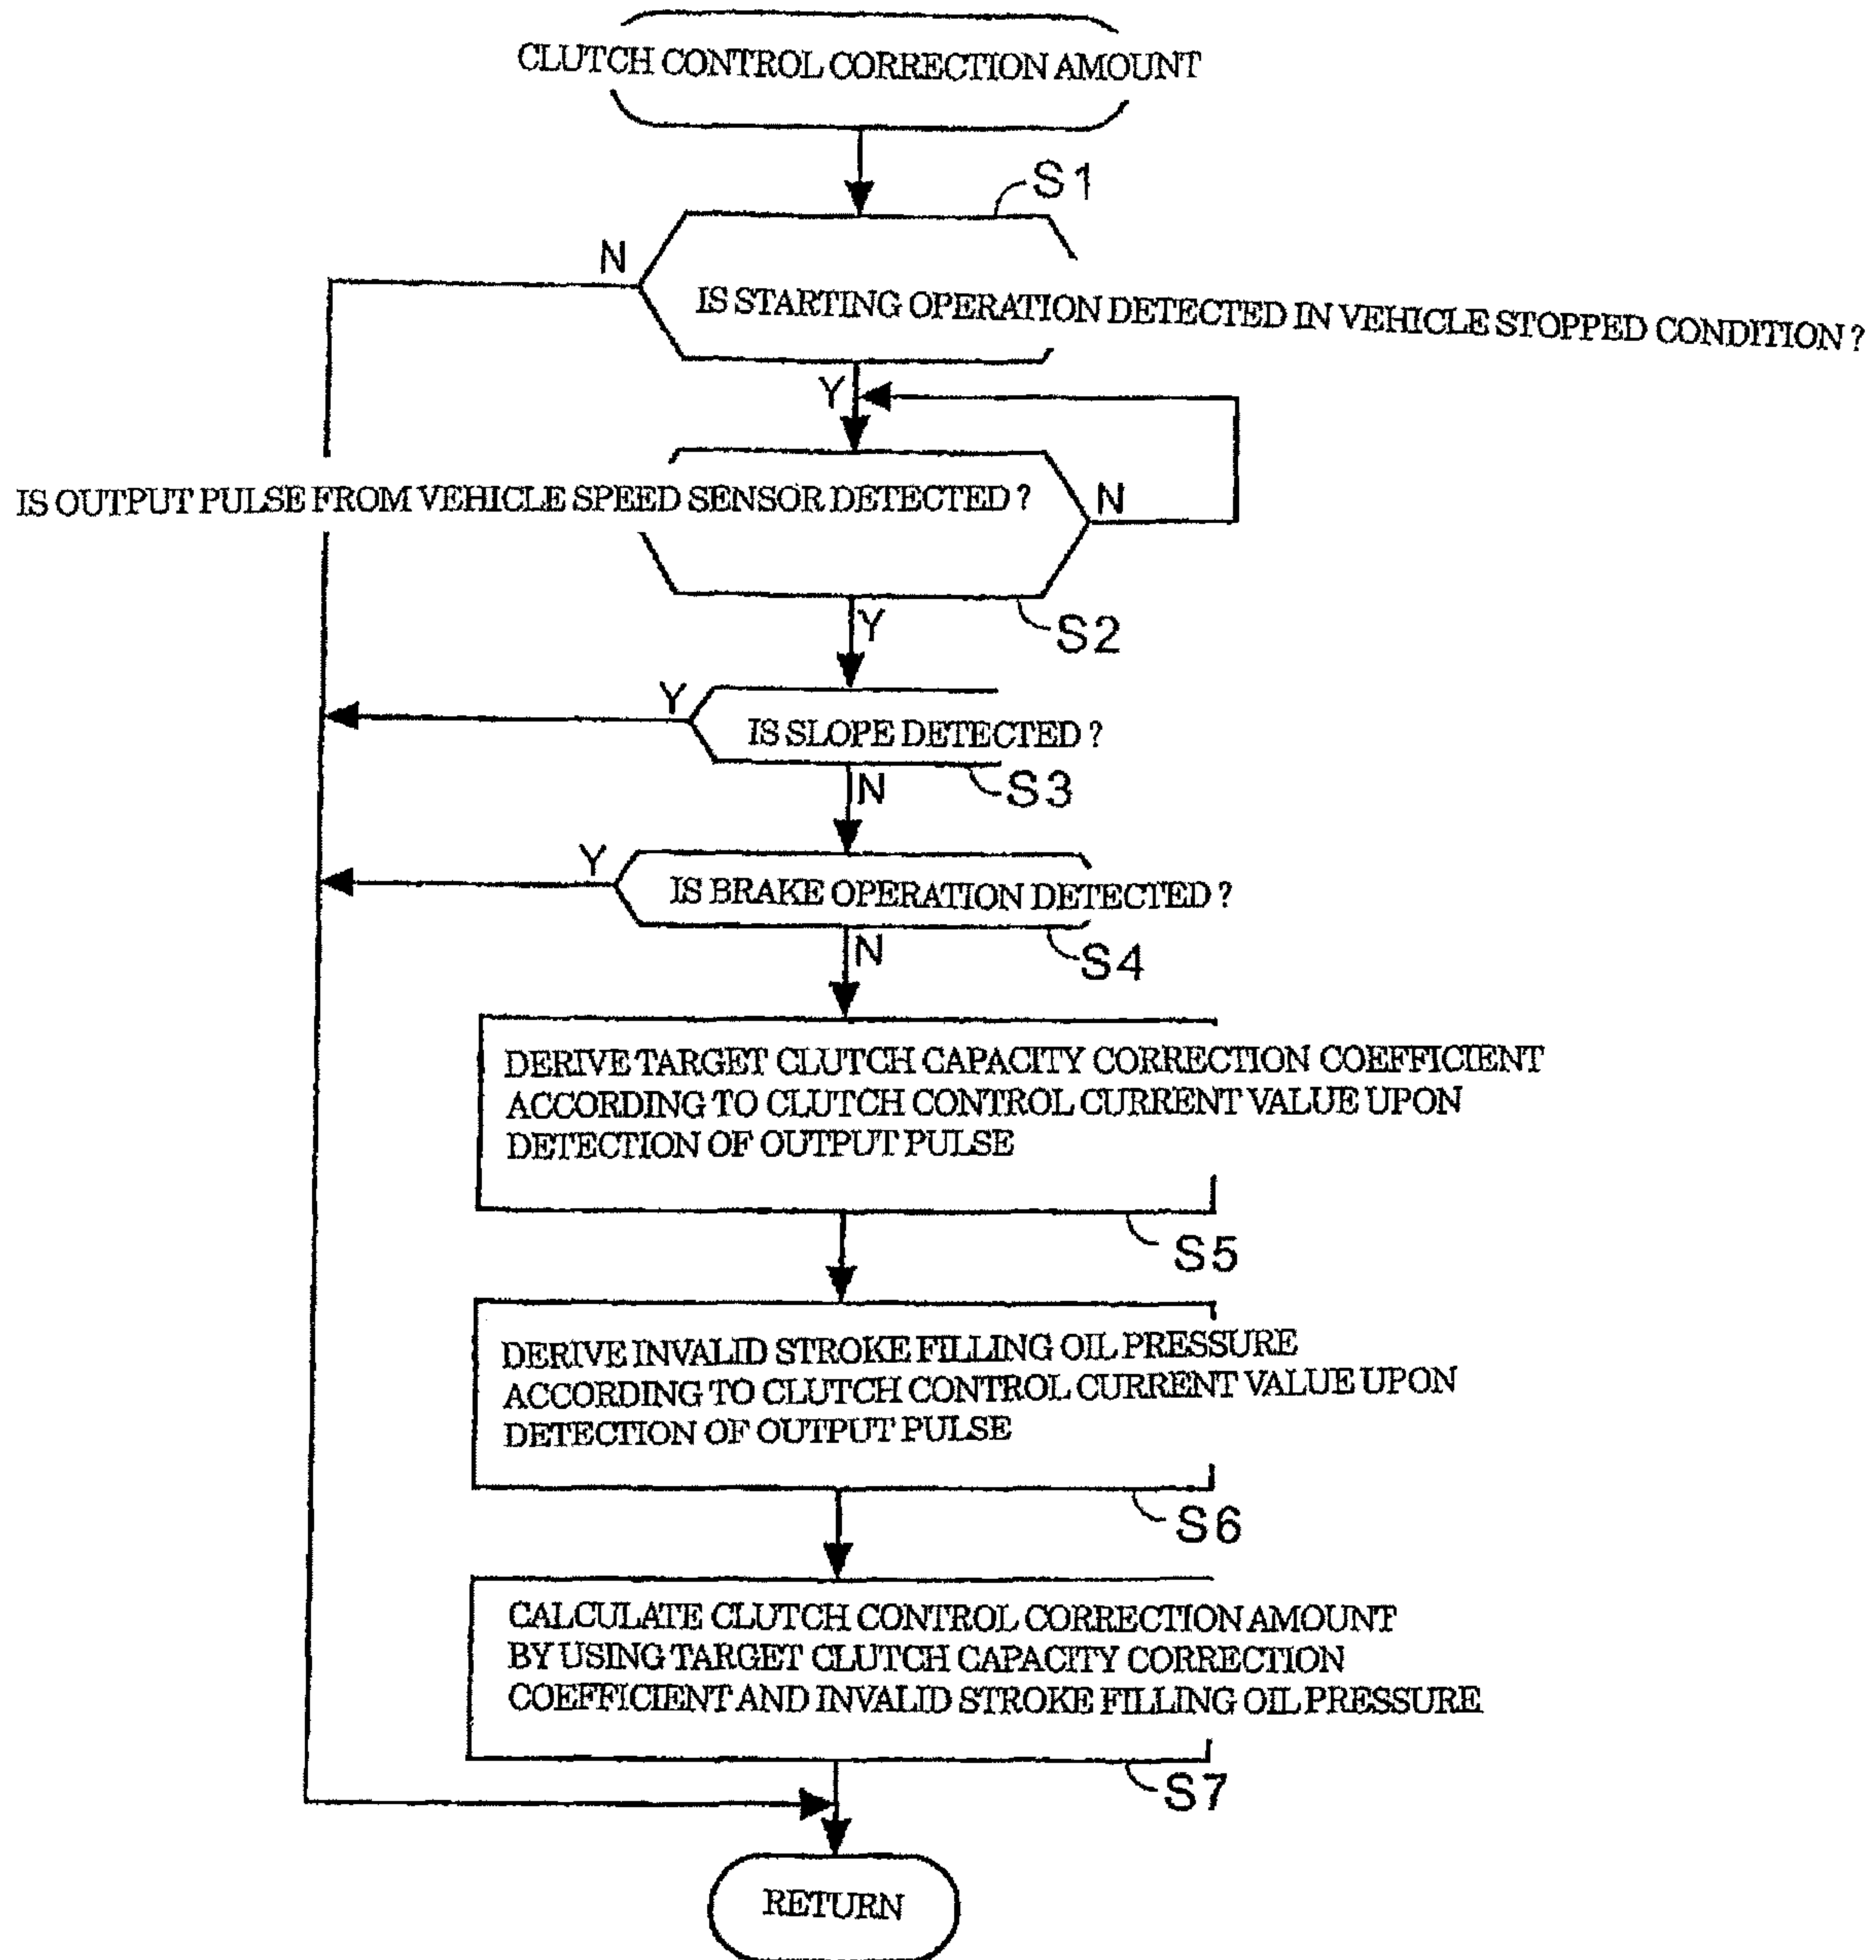 CLUTCH CONTROL CORRECTION AMOUNT
S1
N
IS STARTING OPERATION DETECTED IN VEHICLE STOPPED CONDITION ?
Y
IS OUTPUT PULSE FROM VEHICLE SPEED SENSOR DETECTED ?
N
Y
S2
Y
IS SLOPE DETECTED ?
N
S3
Y
IS BRAKE OPERATION DETECTED ?
N
S4
DERIVE TARGET CLUTCH CAPACITY CORRECTION COEFFICIENT
ACCORDING TO CLUTCH CONTROL CURRENT VALUE UPON
DETECTION OF OUTPUT PULSE
S5
DERIVE INVALID STROKE FILLING OIL PRESSURE
ACCORDING TO CLUTCH CONTROL CURRENT VALUE UPON
DETECTION OF OUTPUT PULSE
S6
CALCULATE CLUTCH CONTROL CORRECTION AMOUNT
BY USING TARGET CLUTCH CAPACITY CORRECTION
COEFFICIENT AND INVALID STROKE FILLING OIL PRESSURE
S7
RETURN